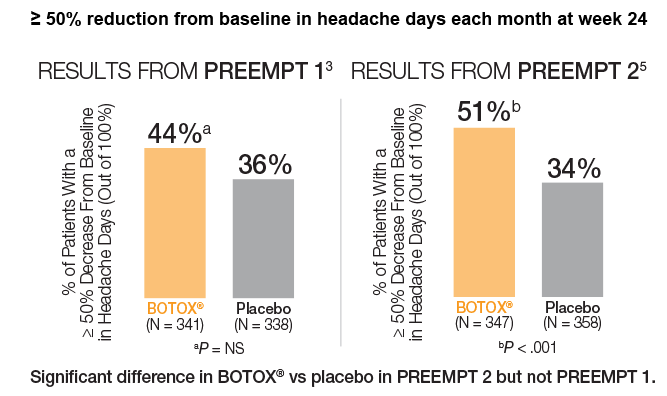 ≥ 50% reduction from baseline in headache days each month at week 24
RESULTS FROM PREEMPT 1³
% of Patients With a
≥ 50% Decrease From Baseline
in Headache Days (Out of 100%)
44%ᵃ
36%
BOTOX®
(N = 341)
Placebo
(N = 338)
ᵃP = NS
RESULTS FROM PREEMPT 2⁵
% of Patients With a
≥ 50% Decrease From Baseline
in Headache Days (Out of 100%)
51%ᵇ
34%
BOTOX®
(N = 347)
Placebo
(N = 358)
ᵇP < .001
Significant difference in BOTOX® vs placebo in PREEMPT 2 but not PREEMPT 1.